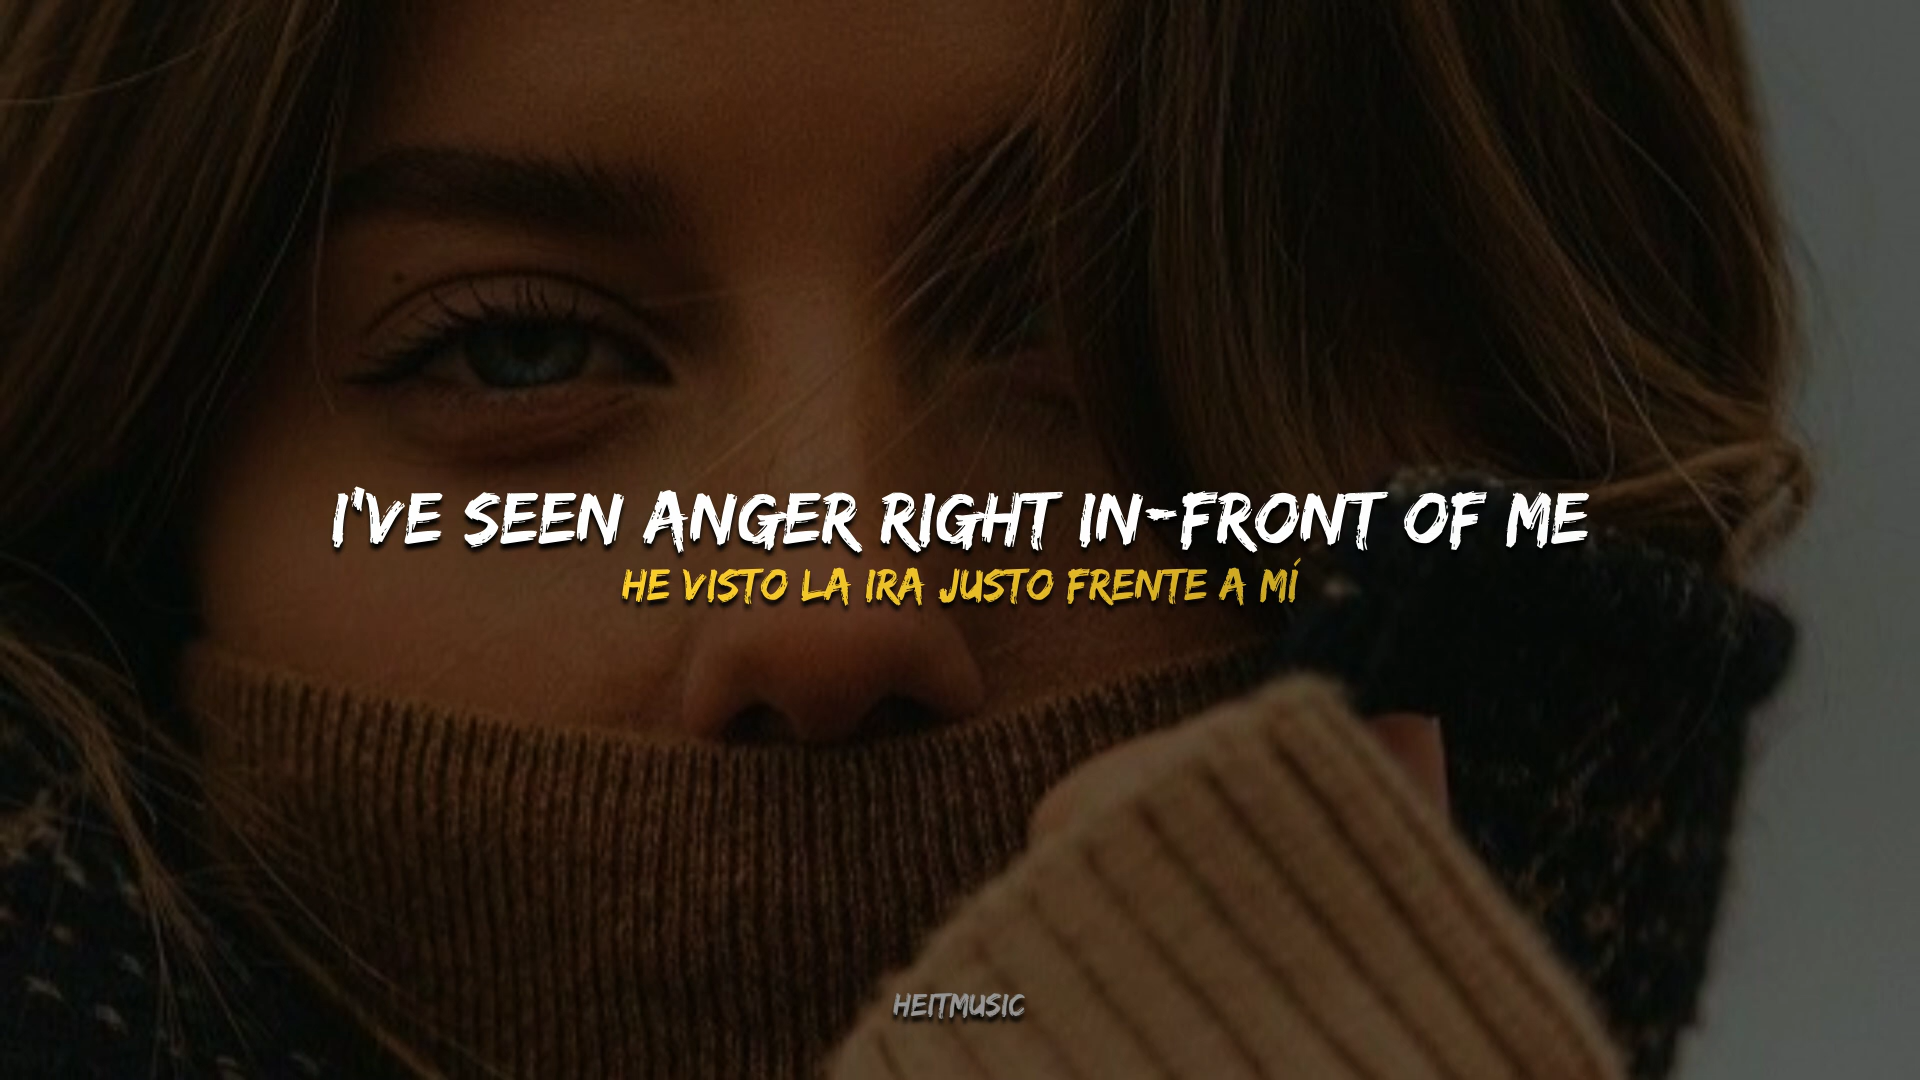 I'VE SEEN ANGER RIGHT IN-FRONT OF ME
HE VISTO LA IRA JUSTO FRENTE A MÍ
HEITMUSIC